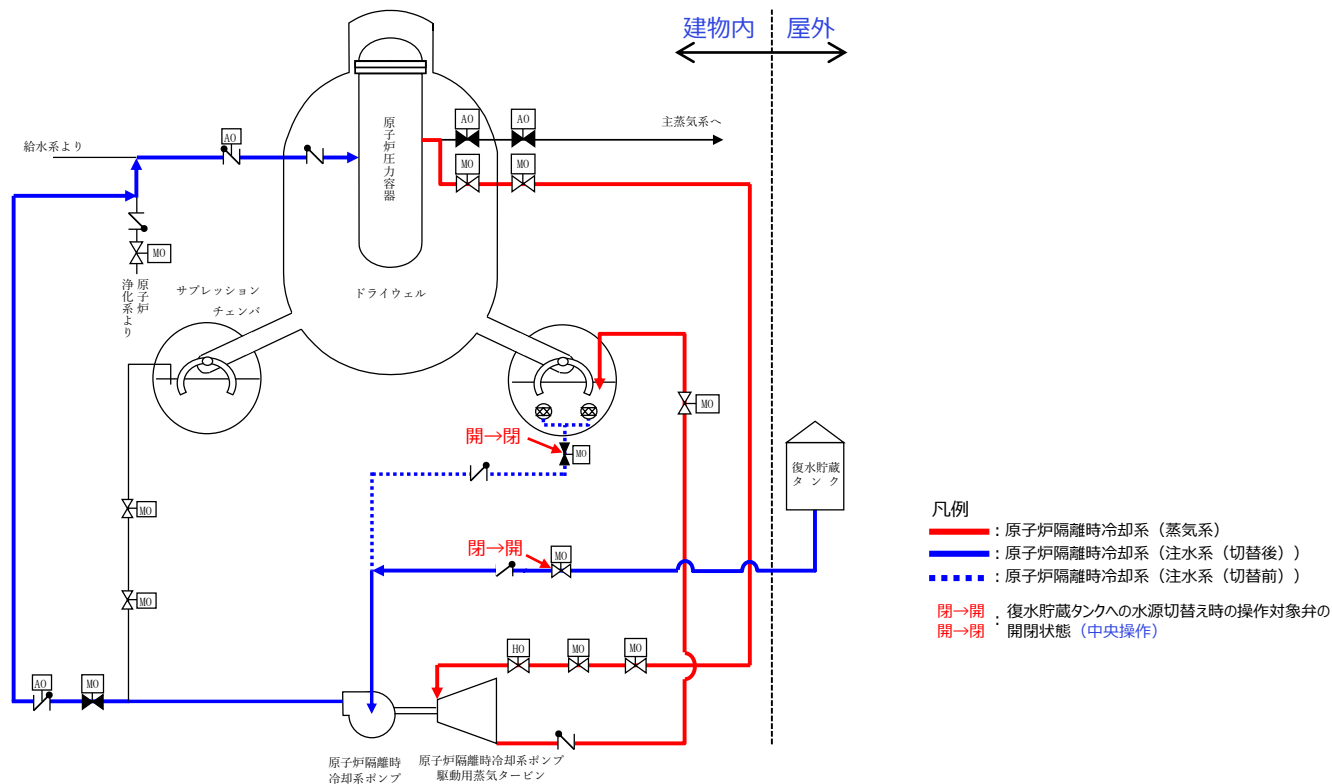 建物内
屋外
給水系より
AO
原子炉圧力容器
AO
AO
主蒸気系へ
MO
MO
MO
原子炉
浄化系より
サプレッション
チェンバ
ドライウェル
MO
開→閉
MO
復水貯蔵
タンク
MO
閉→開
MO
MO
HO
MO
MO
AO
MO
原子炉隔離時
冷却系ポンプ
原子炉隔離時冷却系ポンプ
駆動用蒸気タービン
凡例
:原子炉隔離時冷却系(蒸気系)
:原子炉隔離時冷却系(注水系(切替後))
:原子炉隔離時冷却系(注水系(切替前))
閉→開
開→閉
:復水貯蔵タンクへの水源切替え時の操作対象弁の
開閉状態(中央操作)